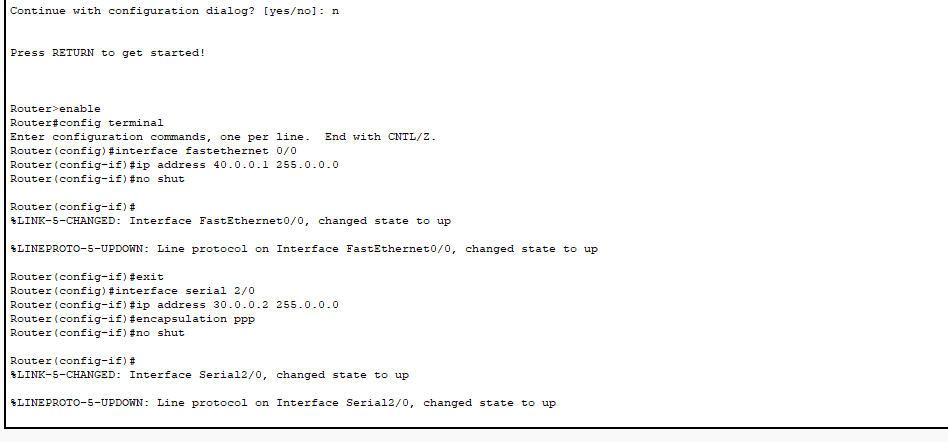 Continue with configuration dialog? [yes/no]: n
Press RETURN to get started!
Router>enable
Router#config terminal
Enter configuration commands, one per line.  End with CNTL/Z.
Router(config)#interface fastethernet 0/0
Router(config-if)#ip address 40.0.0.1 255.0.0.0
Router(config-if)#no shut
Router(config-if)#
%LINK-5-CHANGED: Interface FastEthernet0/0, changed state to up
%LINEPROTO-5-UPDOWN: Line protocol on Interface FastEthernet0/0, changed state to up
Router(config-if)#exit
Router(config)#interface serial 2/0
Router(config-if)#ip address 30.0.0.2 255.0.0.0
Router(config-if)#encapsulation ppp
Router(config-if)#no shut
Router(config-if)#
%LINK-5-CHANGED: Interface Serial2/0, changed state to up
%LINEPROTO-5-UPDOWN: Line protocol on Interface Serial2/0, changed state to up